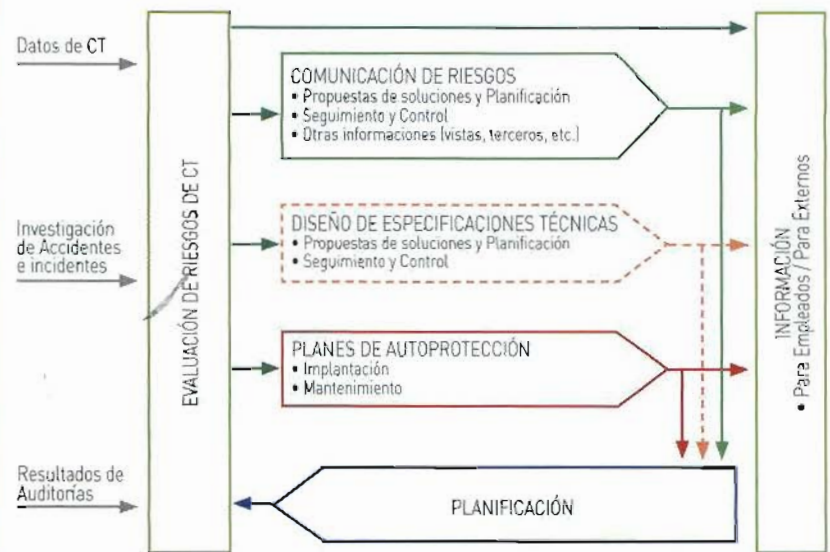 Datos de CT
Investigación
de Accidentes
e incidentes
Resultados de
Auditorías
EVALUACIÓN DE RIESGOS DE CT
COMUNICACIÓN DE RIESGOS
• Propuestas de soluciones y Planificación
• Seguimiento y Control
• Otras informaciones (vistas, terceros, etc.)
DISEÑO DE ESPECIFICACIONES TÉCNICAS
• Propuestas de soluciones y Planificación
• Seguimiento y Control
PLANES DE AUTOPROTECCIÓN
• Implantación
• Mantenimiento
PLANIFICACIÓN
INFORMACIÓN
• Para Empleados / Para Externos